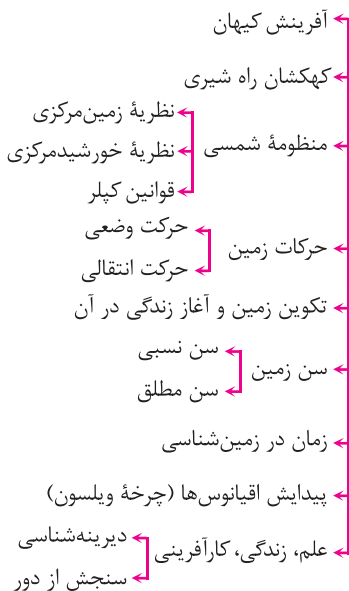 آفرینش کیهان
کهکشان راه شیری
منظومهٔ شمسی
نظریهٔ زمین‌مرکزی
نظریهٔ خورشیدمرکزی
قوانین کپلر
حرکات زمین
حرکت وضعی
حرکت انتقالی
تکوین زمین و آغاز زندگی در آن
سن زمین
سن نسبی
سن مطلق
زمان در زمین‌شناسی
پیدایش اقیانوس‌ها (چرخهٔ ویلسون)
علم، زندگی، کارآفرینی
دیرینه‌شناسی
سنجش از دور